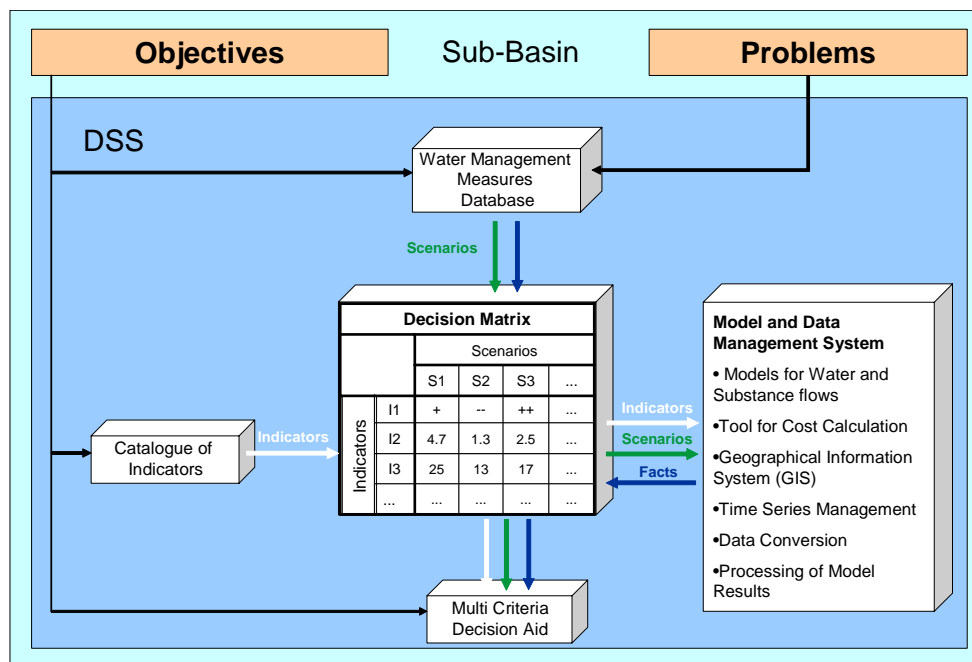 Objectives
Sub-Basin
Problems
DSS
Water Management
Measures
Database
Scenarios
Decision Matrix
Scenarios
S1 S2 S3 ...
Indicators
I1 + -- ++ ...
I2 4.7 1.3 2.5 ...
I3 25 13 17 ...
... ... ... ... ...
Catalogue of
Indicators
Indicators
Indicators
Scenarios
Facts
Model and Data
Management System
• Models for Water and
Substance flows
•Tool for Cost Calculation
•Geographical Information
System (GIS)
•Time Series Management
•Data Conversion
•Processing of Model
Results
Multi Criteria
Decision Aid